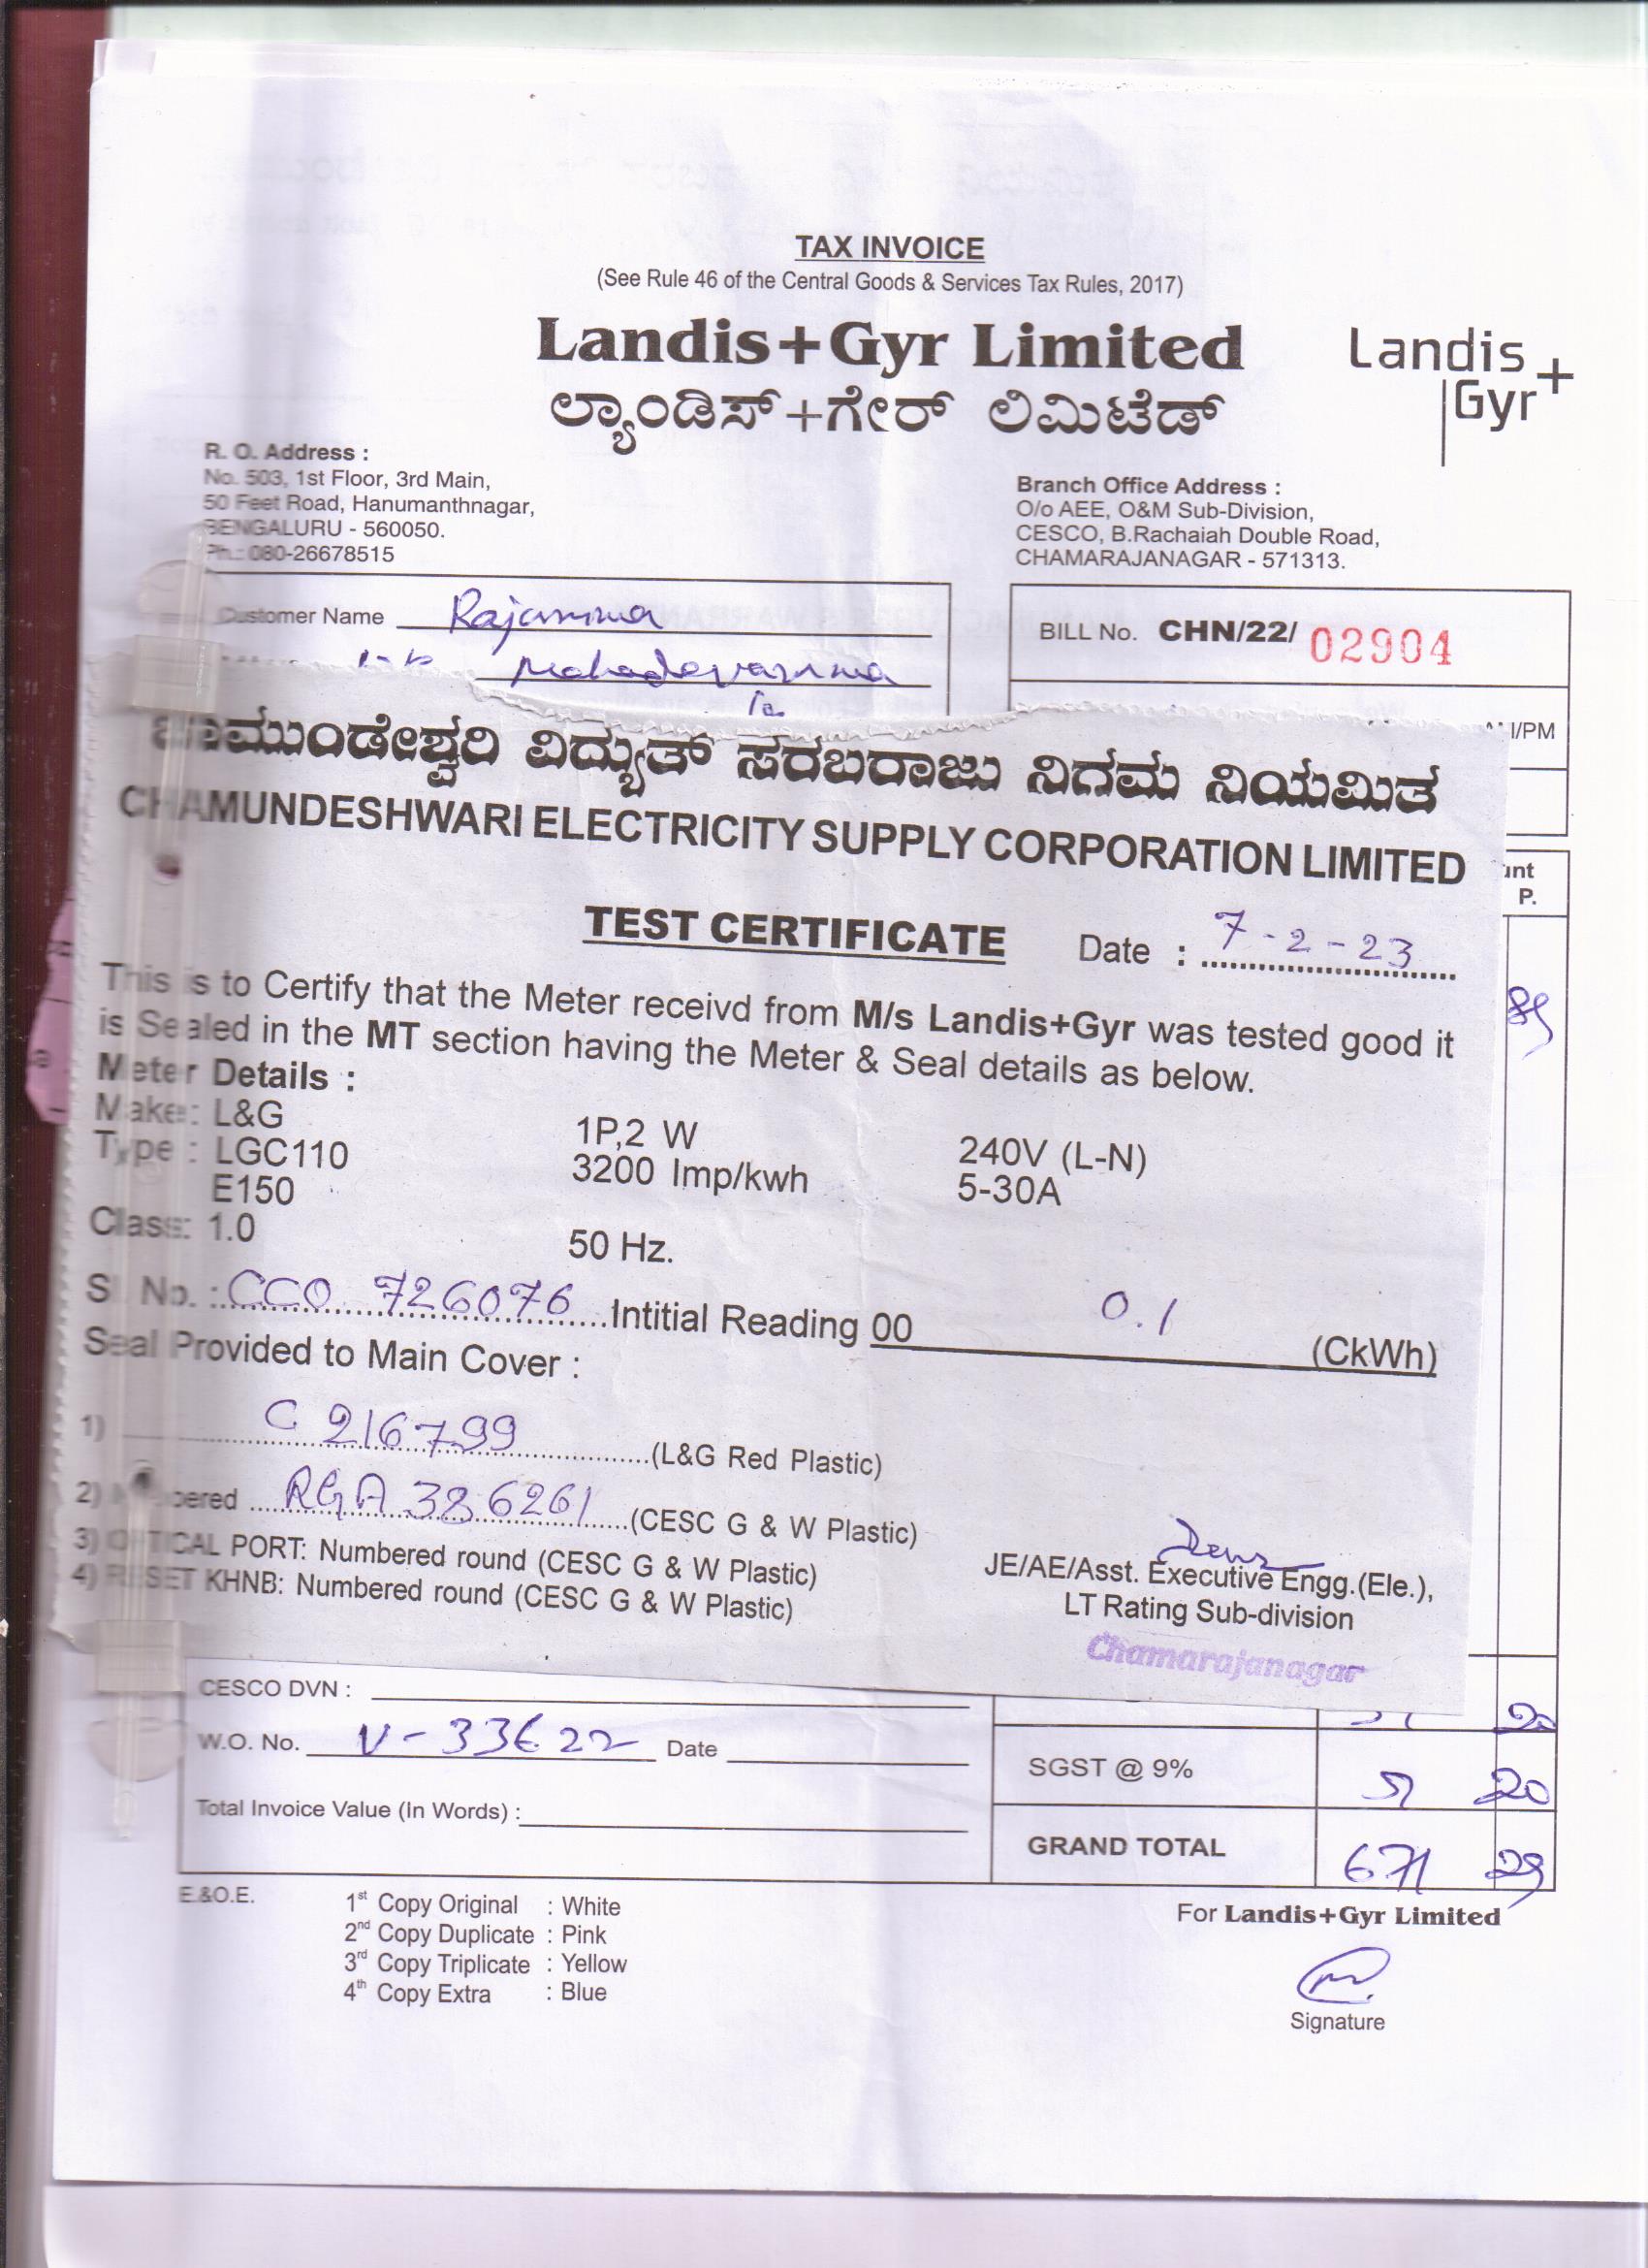 TAX INVOICE
(See Rule 46 of the Central Goods & Services Tax Rules, 2017)
Landis+Gyr Limited
ಲ್ಯಾಂಡಿಸ್+ಗೇರ್ ಲಿಮಿಟೆಡ್
Landis+
Gyr
R. O. Address :
No. 503, 1st Floor, 3rd Main,
50 Feet Road, Hanumanthnagar,
BENGALURU - 560050.
Ph.: 080-26678515
Branch Office Address :
O/o AEE, O&M Sub-Division,
CESCO, B.Rachaiah Double Road,
CHAMARAJANAGAR - 571313.
Customer Name Rajamma
Mahadevamma
BILL No. CHN/22/ 02904
/PM
P.
ಚಾಮುಂಡೇಶ್ವರಿ ವಿದ್ಯುತ್ ಸರಬರಾಜು ನಿಗಮ ನಿಯಮಿತ
CHAMUNDESHWARI ELECTRICITY SUPPLY CORPORATION LIMITED
TEST CERTIFICATE Date : 7-2-23
This is to Certify that the Meter receivd from M/s Landis+Gyr was tested good it
is Sealed in the MT section having the Meter & Seal details as below.
Meter Details :
Make : L&G 1P,2 W 240V (L-N)
Type : LGC110 3200 Imp/kwh 5-30A
E150
Class: 1.0 50 Hz.
Sl No. : CCO 726076 Intitial Reading 00 0.1 (CkWh)
Seal Provided to Main Cover :
1) C 216799 (L&G Red Plastic)
2) Numbered RGA 386261 (CESC G & W Plastic)
3) OPTICAL PORT: Numbered round (CESC G & W Plastic)
4) RESET KHNB: Numbered round (CESC G & W Plastic)
JE/AE/Asst. Executive Engg.(Ele.),
LT Rating Sub-division
Chamarajanagar
CESCO DVN :
20
W.O. No. V-33622 Date
SGST @ 9% 51 20
Total Invoice Value (In Words) :
GRAND TOTAL 671 29
E.&O.E.
1st Copy Original : White
2nd Copy Duplicate : Pink
3rd Copy Triplicate : Yellow
4th Copy Extra : Blue
For Landis+Gyr Limited
Signature